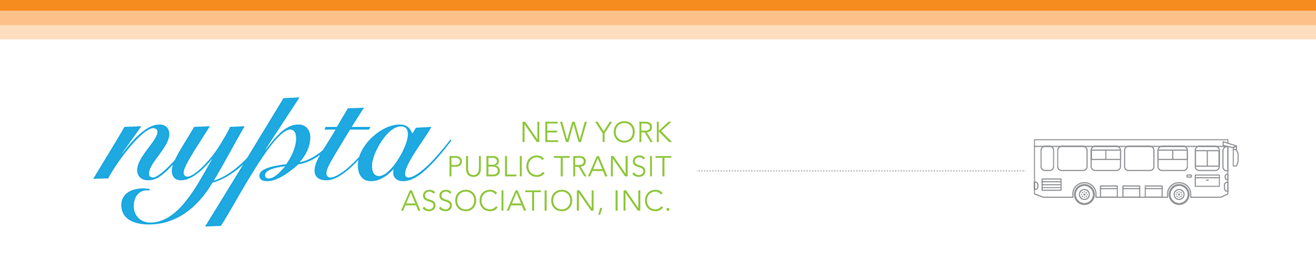 nypta
NEW YORK
PUBLIC TRANSIT
ASSOCIATION, INC.